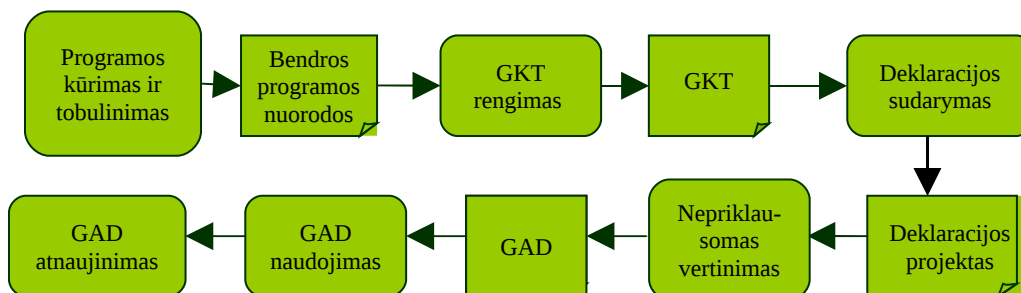 Programos
kūrimas ir
tobulinimas
Bendros
programos
nuorodos
GKT
rengimas
GKT
Deklaracijos
sudarymas
Deklaracijos
projektas
Nepriklau-
somas
vertinimas
GAD
GAD
naudojimas
GAD
atnaujinimas